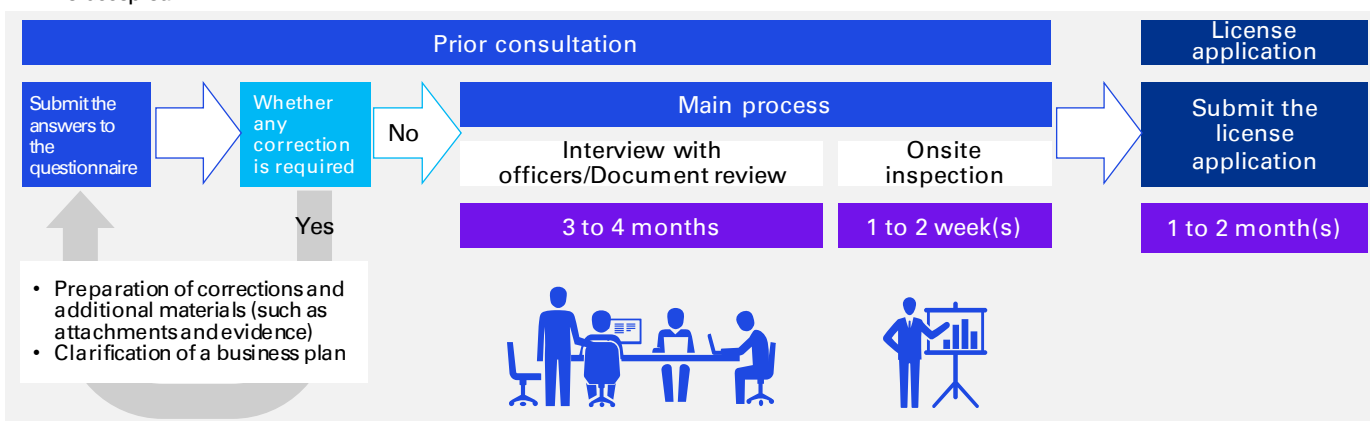 Prior consultation
License
application
Submit the
answers to
the
questionnaire
Whether
any
correction
is required
No
Main process
Interview with
officers/Document review
Onsite
inspection
Submit the
license
application
Yes
3 to 4 months
1 to 2 week(s)
1 to 2 month(s)
• Preparation of corrections and
additional materials (such as
attachments and evidence)
• Clarification of a business plan